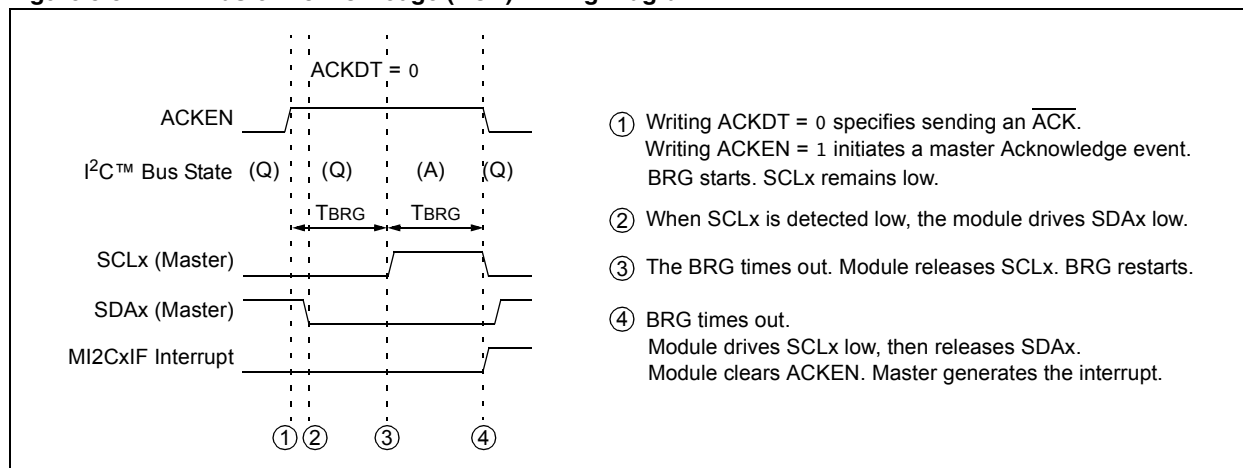 ACKDT = 0
ACKEN
I²C™ Bus State (Q) (Q) (A) (Q)
TBRG TBRG
SCLx (Master)
SDAx (Master)
MI2CxIF Interrupt
① ② ③ ④
① Writing ACKDT = 0 specifies sending an ACK.
Writing ACKEN = 1 initiates a master Acknowledge event.
BRG starts. SCLx remains low.
② When SCLx is detected low, the module drives SDAx low.
③ The BRG times out. Module releases SCLx. BRG restarts.
④ BRG times out.
Module drives SCLx low, then releases SDAx.
Module clears ACKEN. Master generates the interrupt.